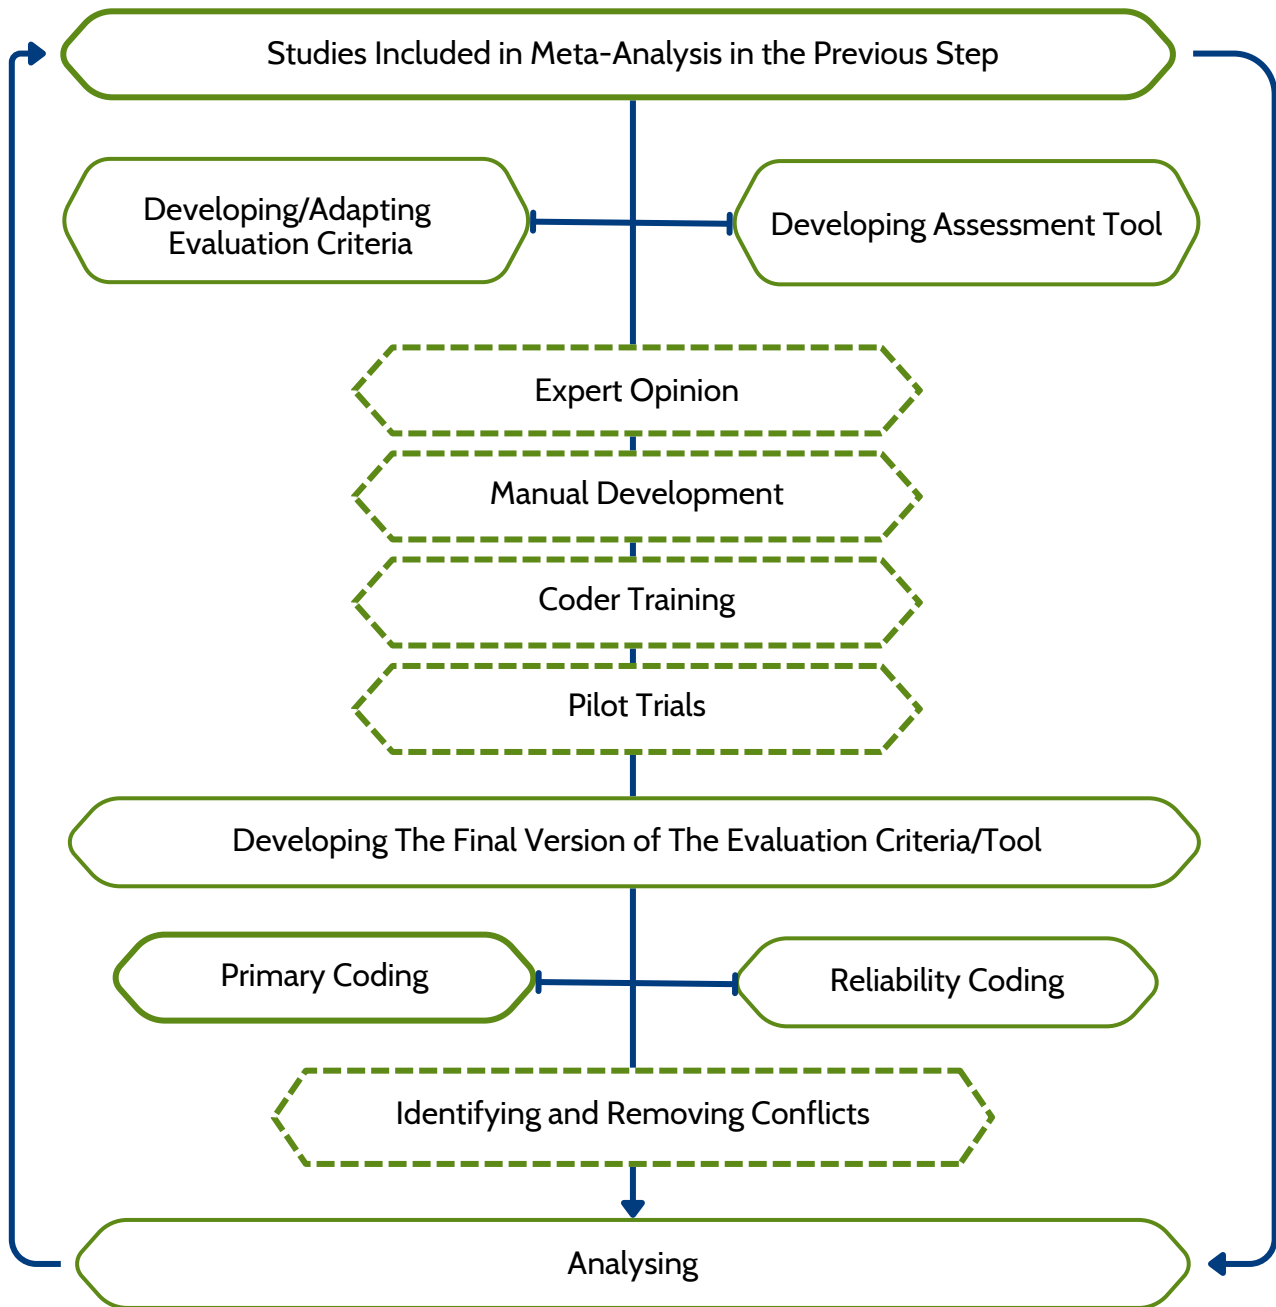 Studies Included in Meta-Analysis in the Previous Step
Developing/Adapting
Evaluation Criteria
Developing Assessment Tool
Expert Opinion
Manual Development
Coder Training
Pilot Trials
Developing The Final Version of The Evaluation Criteria/Tool
Primary Coding
Reliability Coding
Identifying and Removing Conflicts
Analysing